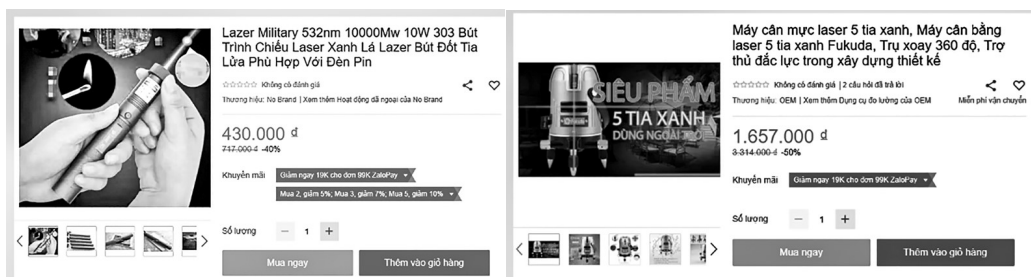 Lazer Military 532nm 10000Mw 10W 303 Bút
Trình Chiếu Laser Xanh Lá Lazer Bút Đốt Tia
Lửa Phù Hợp Với Đèn Pin
Không có đánh giá
Thương hiệu: No Brand | Xem thêm Hoạt động dã ngoại của No Brand
430.000 đ
717.000 đ -40%
Khuyến mãi
Giảm ngay 19K cho đơn 99K ZaloPay
Mua 2, giảm 5%; Mua 3, giảm 7%; Mua 5, giảm 10%
Số lượng
1
Mua ngay
Thêm vào giỏ hàng
Máy cân mực laser 5 tia xanh, Máy cân bằng
laser 5 tia xanh Fukuda, Trụ xoay 360 độ, Trợ
thủ đắc lực trong xây dựng thiết kế
Không có đánh giá | 2 câu hỏi đã trả lời
Thương hiệu: OEM | Xem thêm Dụng cụ đo lường của OEM
Miễn phí vận chuyển
SIÊU PHẨM
5 TIA XANH
DÙNG NGOÀI TRỜI
1.657.000 đ
3.314.000 đ -50%
Khuyến mãi
Giảm ngay 19K cho đơn 99K ZaloPay
Số lượng
1
Mua ngay
Thêm vào giỏ hàng